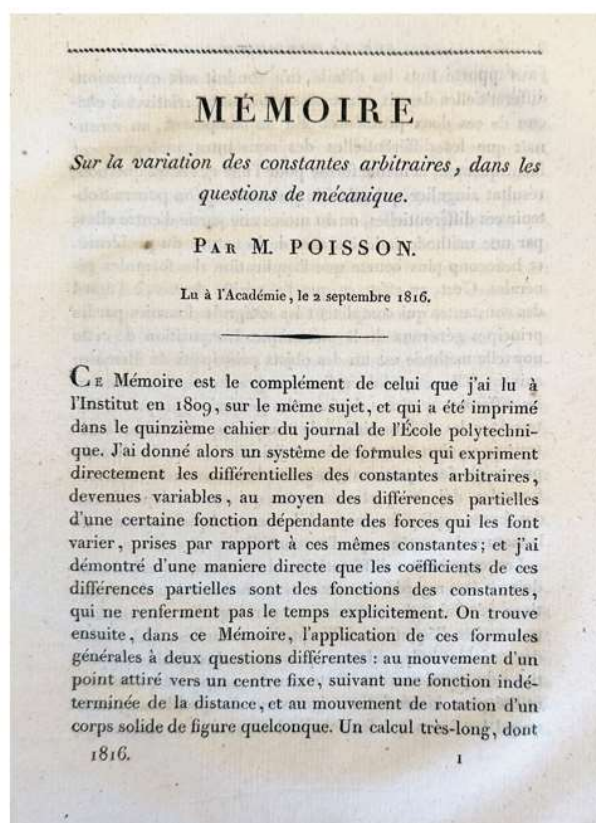 MÉMOIRE
Sur la variation des constantes arbitraires, dans les
questions de mécanique.
PAR M. POISSON.
Lu à l'Académie, le 2 septembre 1816.
CE Mémoire est le complément de celui que j'ai lu à
l'Institut en 1809, sur le même sujet, et qui a été imprimé
dans le quinzième cahier du journal de l'École polytechni-
que. J'ai donné alors un système de formules qui expriment
directement les différentielles des constantes arbitraires,
devenues variables, au moyen des différences partielles
d'une certaine fonction dépendante des forces qui les font
varier, prises par rapport à ces mêmes constantes; et j'ai
démontré d'une maniere directe que les coëfficients de ces
différences partielles sont des fonctions des constantes,
qui ne renferment pas le temps explicitement. On trouve
ensuite, dans ce Mémoire, l'application de ces formules
générales à deux questions différentes : au mouvement d'un
point attiré vers un centre fixe, suivant une fonction indé-
terminée de la distance, et au mouvement de rotation d'un
corps solide de figure quelconque. Un calcul très-long, dont
1816. 1